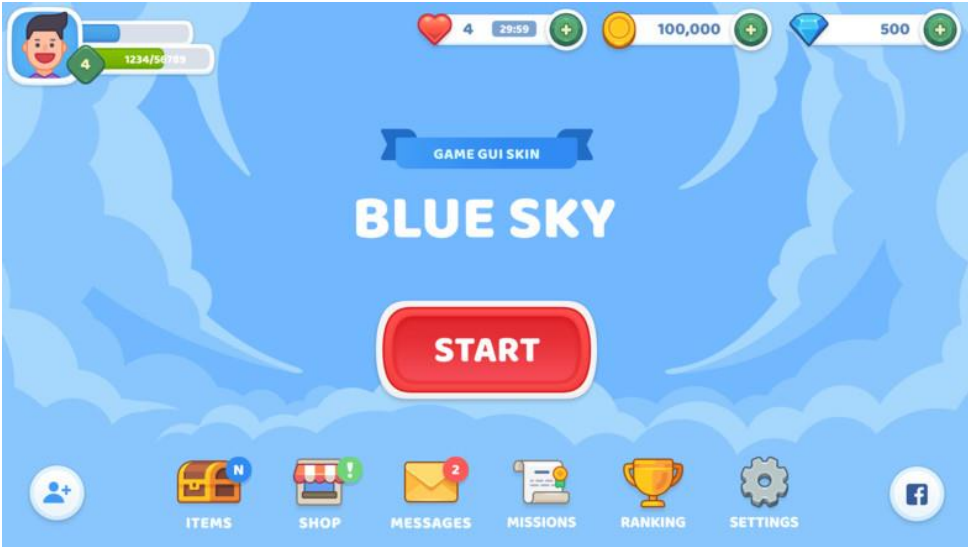 4 29:59 100,000 500
4 1234/56789
GAME GUI SKIN
BLUE SKY
START
N ! 2
ITEMS SHOP MESSAGES MISSIONS RANKING SETTINGS